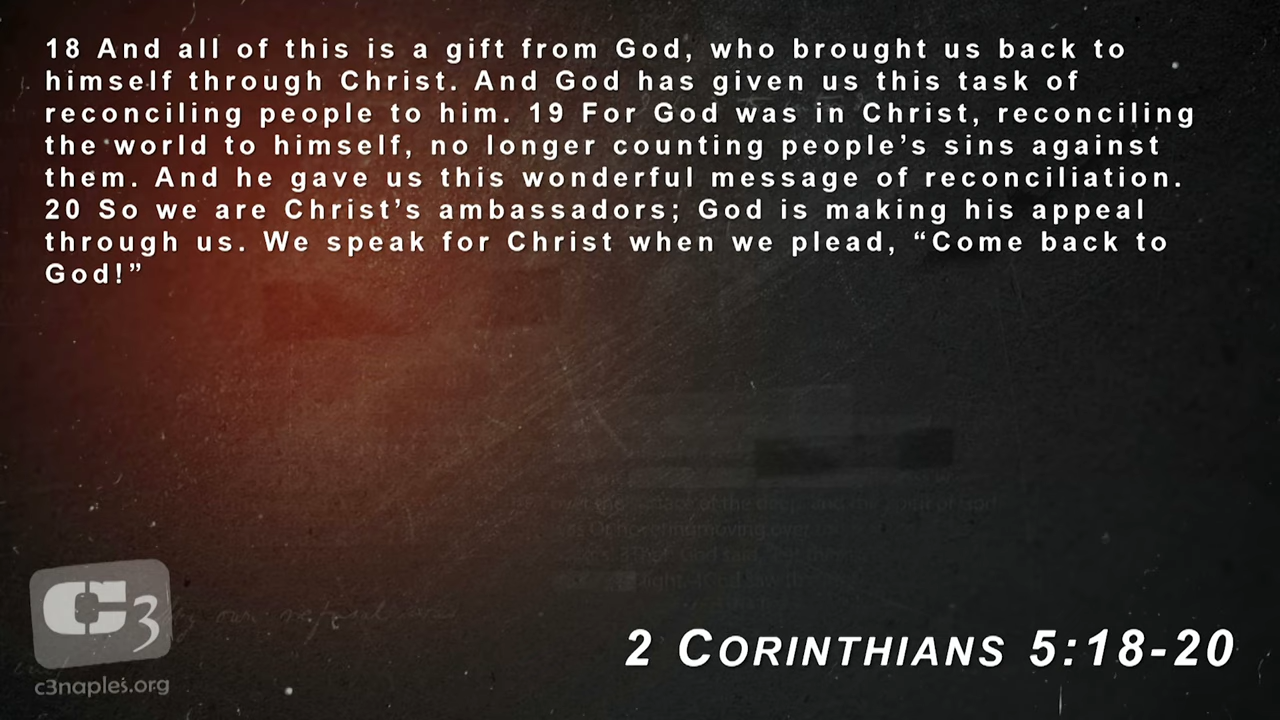 18 And all of this is a gift from God, who brought us back to
himself through Christ. And God has given us this task of
reconciling people to him. 19 For God was in Christ, reconciling
the world to himself, no longer counting people’s sins against
them. And he gave us this wonderful message of reconciliation.
20 So we are Christ’s ambassadors; God is making his appeal
through us. We speak for Christ when we plead, “Come back to
God!”
C3
c3naples.org
2 Corinthians 5:18-20